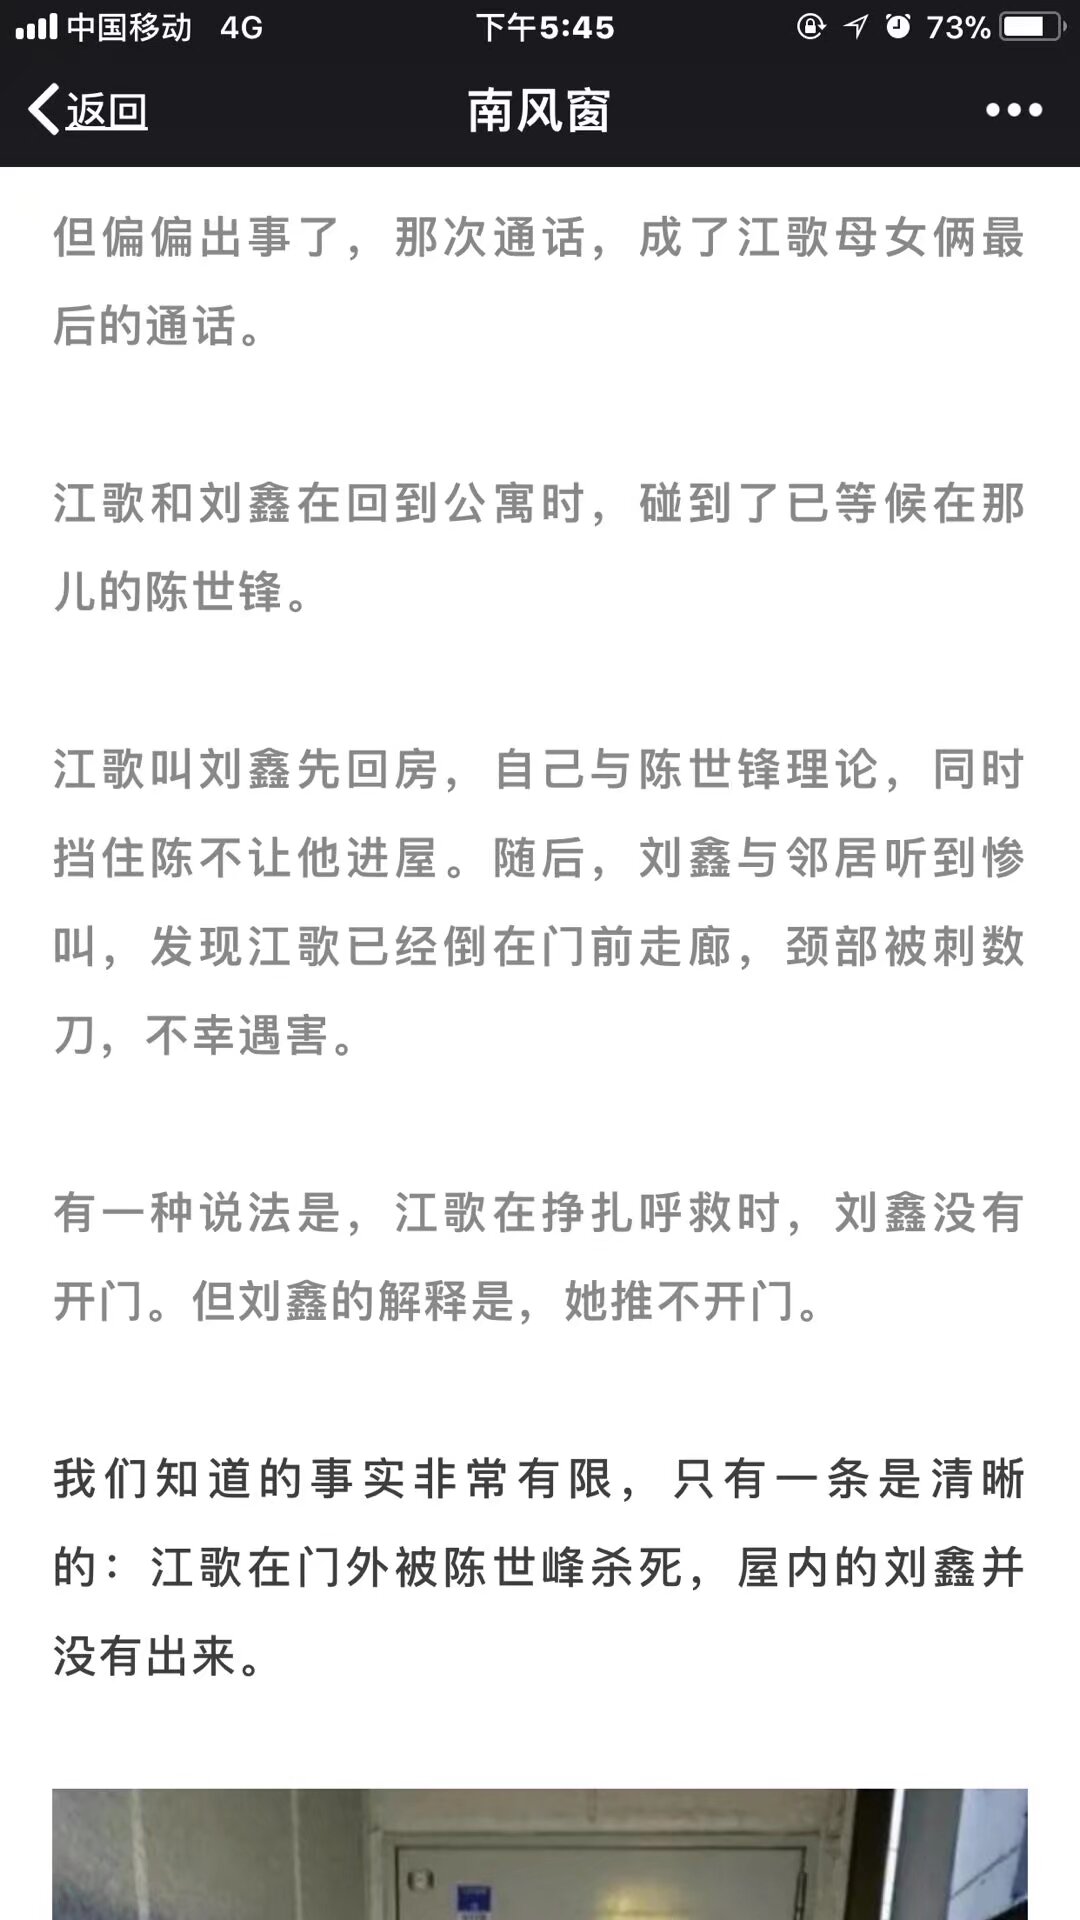 中国移动 4G 下午5:45 73%
返回 南风窗
但偏偏出事了，那次通话，成了江歌母女俩最
后的通话。
江歌和刘鑫在回到公寓时，碰到了已等候在那
儿的陈世锋。
江歌叫刘鑫先回房，自己与陈世锋理论，同时
挡住陈不让他进屋。随后，刘鑫与邻居听到惨
叫，发现江歌已经倒在门前走廊，颈部被刺数
刀，不幸遇害。
有一种说法是，江歌在挣扎呼救时，刘鑫没有
开门。但刘鑫的解释是，她推不开门。
我们知道的事实非常有限，只有一条是清晰
的：江歌在门外被陈世峰杀死，屋内的刘鑫并
没有出来。